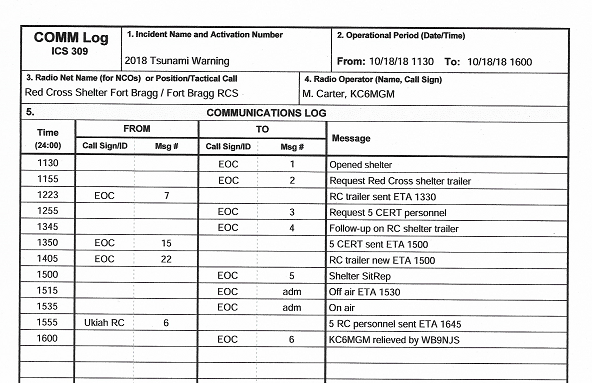 COMM Log
ICS 309
1. Incident Name and Activation Number
2018 Tsunami Warning
2. Operational Period (Date/Time)
From: 10/18/18 1130 To: 10/18/18 1600
3. Radio Net Name (for NCOs) or Position/Tactical Call
Red Cross Shelter Fort Bragg / Fort Bragg RCS
4. Radio Operator (Name, Call Sign)
M. Carter, KC6MGM
5. COMMUNICATIONS LOG
Time
(24:00)
FROM
TO
Message
Call Sign/ID Msg # Call Sign/ID Msg #
1130 EOC 1 Opened shelter
1155 EOC 2 Request Red Cross shelter trailer
1223 EOC 7 RC trailer sent ETA 1330
1255 EOC 3 Request 5 CERT personnel
1345 EOC 4 Follow-up on RC shelter trailer
1350 EOC 15 5 CERT sent ETA 1500
1405 EOC 22 RC trailer new ETA 1500
1500 EOC 5 Shelter SitRep
1515 EOC adm Off air ETA 1530
1535 EOC adm On air
1555 Ukiah RC 6 5 RC personnel sent ETA 1645
1600 EOC 6 KC6MGM relieved by WB9NJS